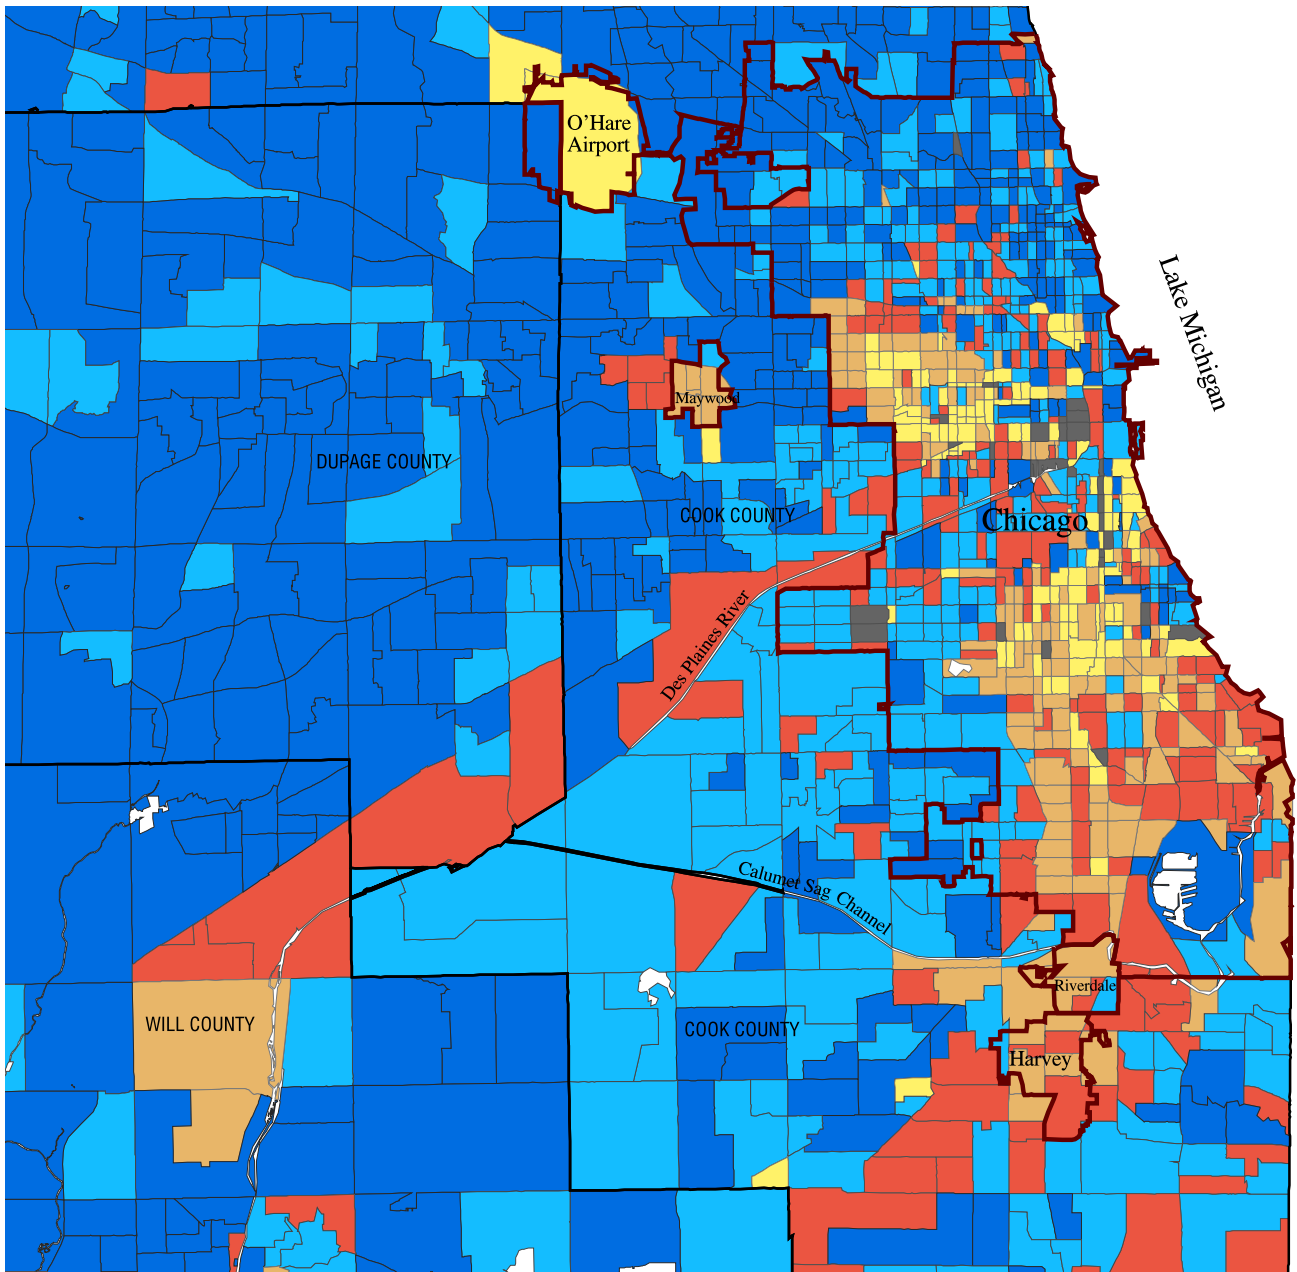 O’Hare
Airport
Lake Michigan
Maywood
DUPAGE COUNTY
COOK COUNTY
Chicago
Des Plaines River
Calumet Sag Channel
Riverdale
WILL COUNTY
COOK COUNTY
Harvey